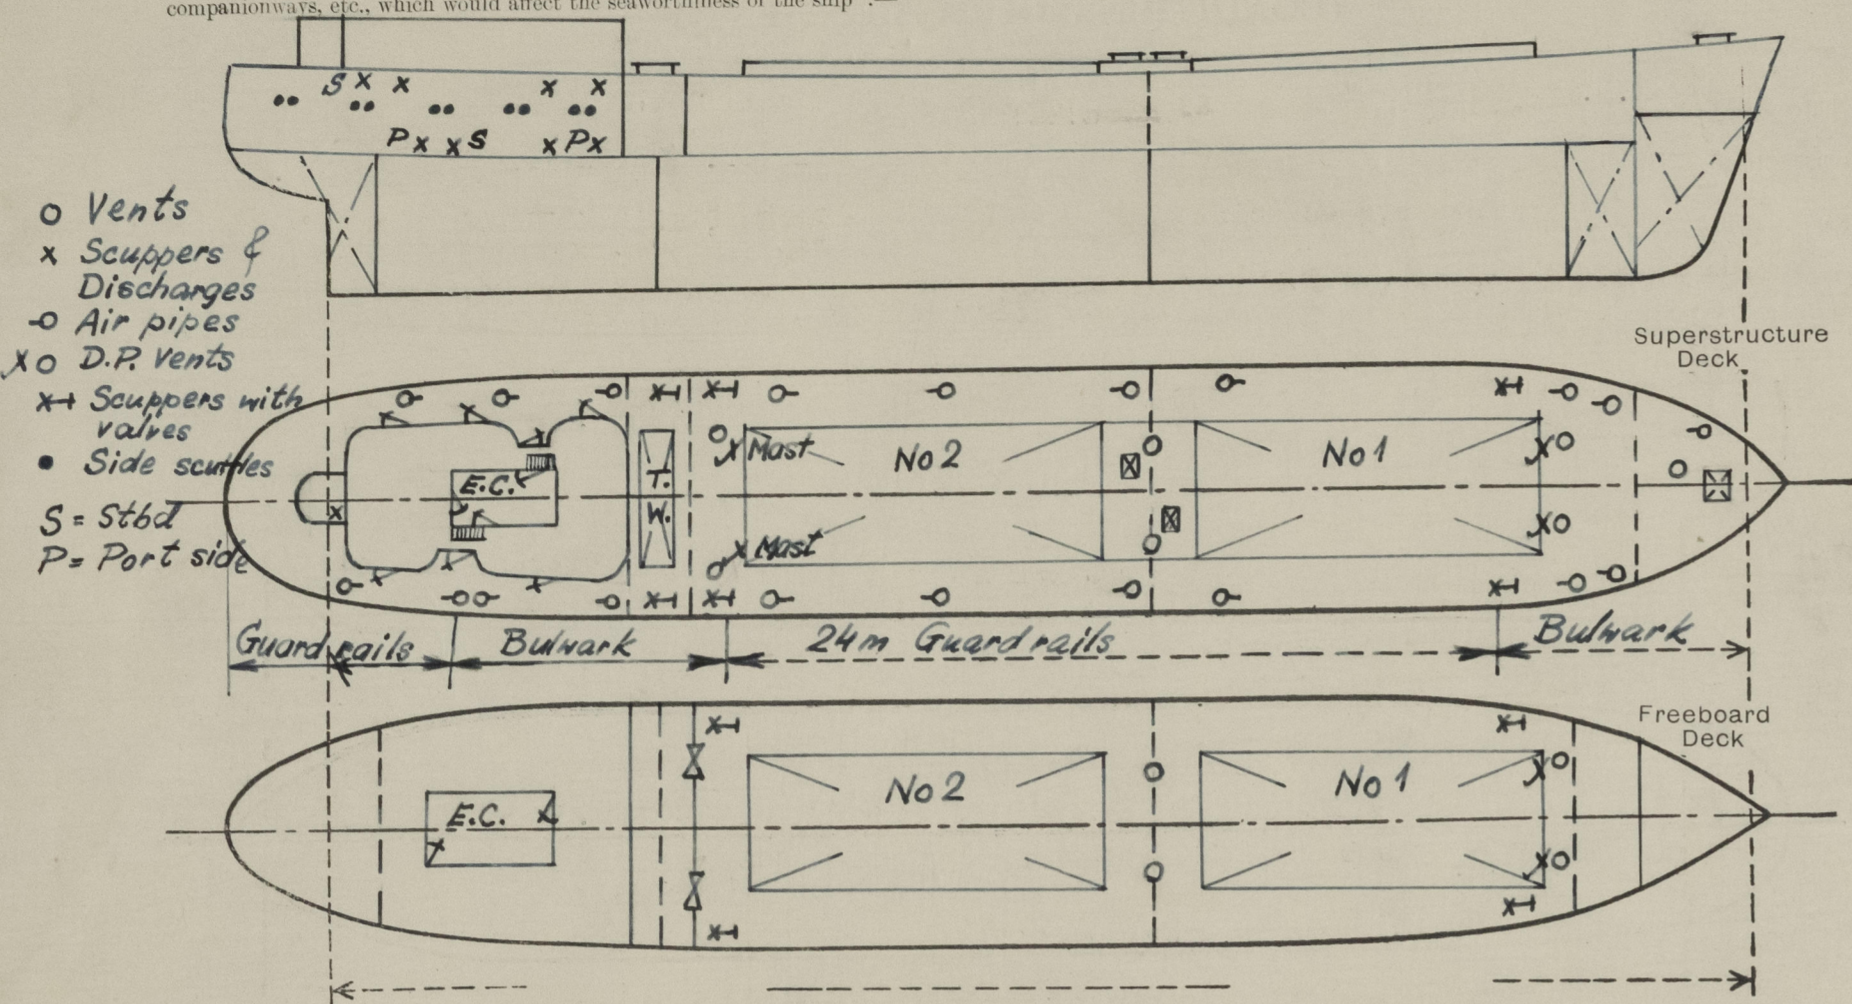 companionways, etc., which would affect the seaworthiness of the ship :—
S x x x x
P x x S x P x
o Vents
x Scuppers &
Discharges
Air pipes
D.P. Vents
Scuppers with
valves
• Side scuttles
S = Stbd
P = Port side
Superstructure
Deck
E.C.
T.
W.
Mast
Mast
No 2
No 1
Guard rails
Bulwark
24m Guard rails
Bulwark
Freeboard
Deck
E.C.
No 2
No 1